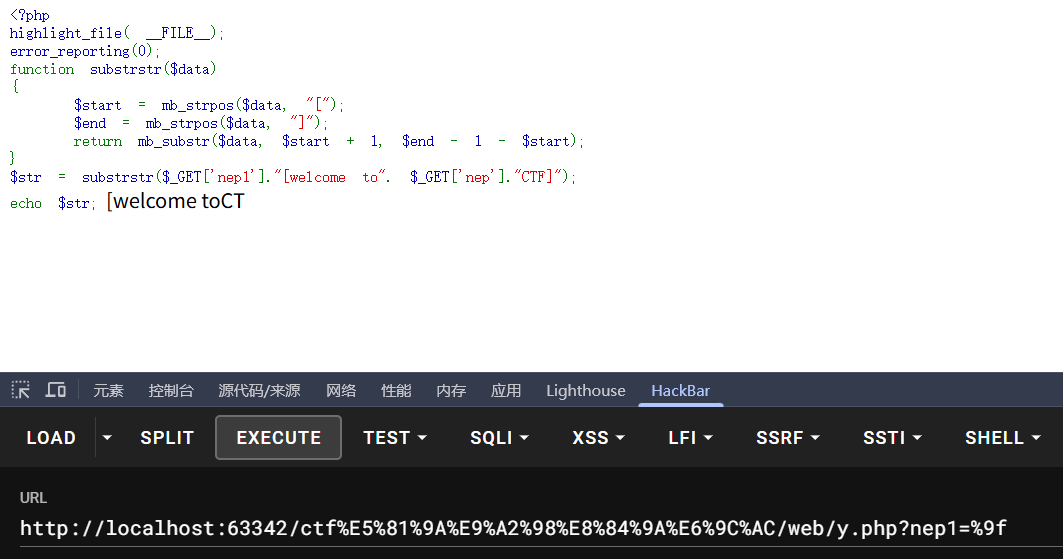 <?php
highlight_file( __FILE__);
error_reporting(0);
function substrstr($data)
{
$start = mb_strpos($data, "[");
$end = mb_strpos($data, "]");
return mb_substr($data, $start + 1, $end - 1 - $start);
}
$str = substrstr($_GET['nep1']."[welcome to". $_GET['nep']."CTF]");
echo $str; [welcome toCT
元素 控制台 源代码/来源 网络 性能 内存 应用 Lighthouse HackBar
LOAD SPLIT EXECUTE TEST SQLI XSS LFI SSRF SSTI SHELL
URL
http://localhost:63342/ctf%E5%81%9A%E9%A2%98%E8%84%9A%E6%9C%AC/web/y.php?nep1=%9f